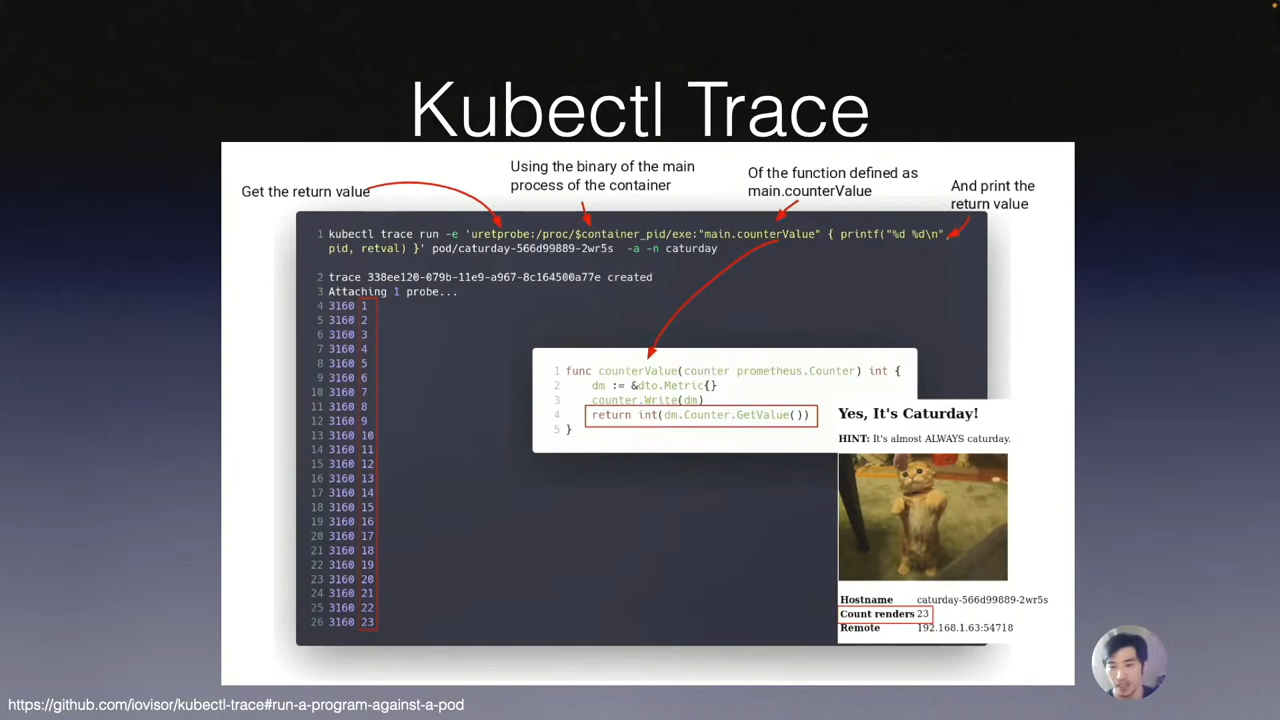 Kubectl Trace
Get the return value
Using the binary of the main
process of the container
Of the function defined as
main.counterValue
And print the
return value
1 kubectl trace run -e 'uretprobe:/proc/$container_pid/exe:"main.counterValue" { printf("%d %d\n",
pid, retval) }' pod/caturday-566d99889-2wr5s -a -n caturday
2 trace 338ee120-079b-11e9-a967-8c164500a77e created
3 Attaching 1 probe...
4 3160 1
5 3160 2
6 3160 3
7 3160 4
8 3160 5
9 3160 6
10 3160 7
11 3160 8
12 3160 9
13 3160 10
14 3160 11
15 3160 12
16 3160 13
17 3160 14
18 3160 15
19 3160 16
20 3160 17
21 3160 18
22 3160 19
23 3160 20
24 3160 21
25 3160 22
26 3160 23
1 func counterValue(counter prometheus.Counter) int {
2 dm := &dto.Metric{}
3 counter.Write(dm)
4 return int(dm.Counter.GetValue())
5 }
Yes, It's Caturday!
HINT: It's almost ALWAYS caturday.
Hostname caturday-566d99889-2wr5s
Count renders 23
Remote 192.168.1.63:54718
https://github.com/iovisor/kubectl-trace#run-a-program-against-a-pod